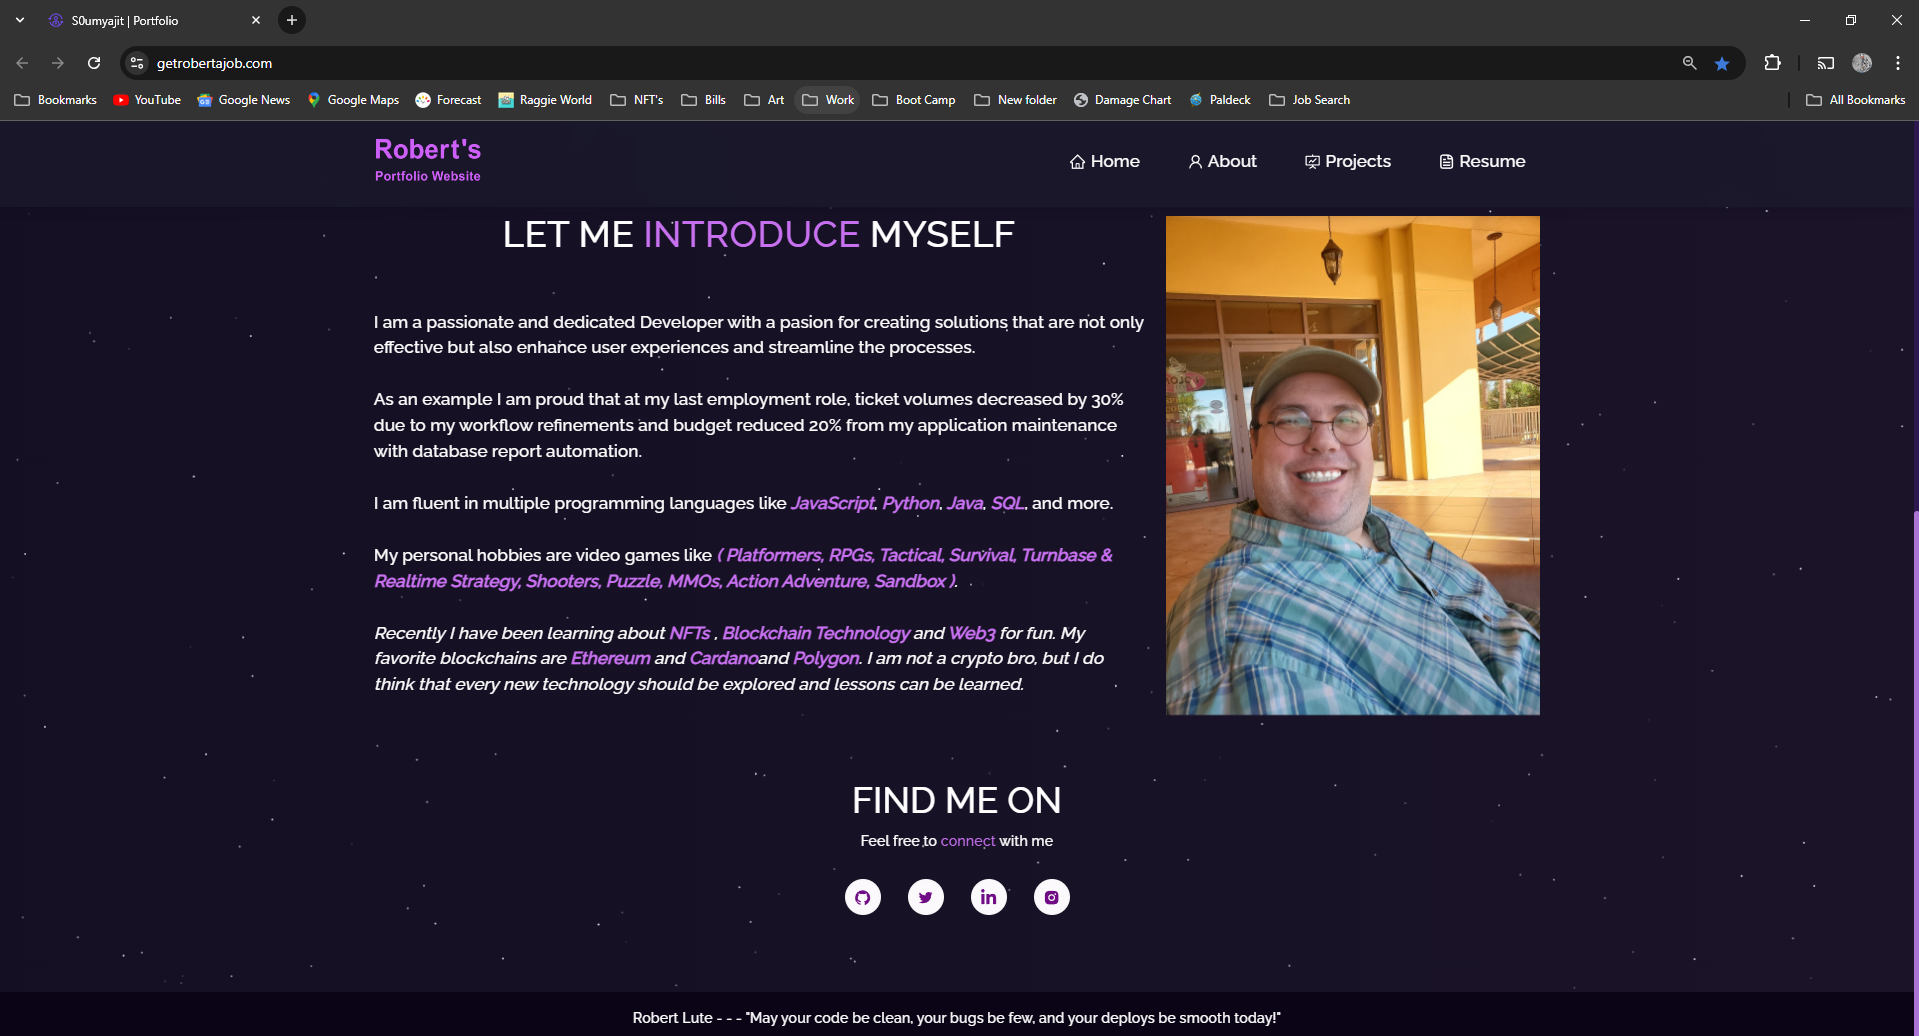 S0umyajit | Portfolio
getrobertajob.com
Bookmarks YouTube Google News Google Maps Forecast Raggie World NFT's Bills Art Work Boot Camp New folder Damage Chart Paldeck Job Search All Bookmarks
Robert's
Portfolio Website
Home About Projects Resume
LET ME INTRODUCE MYSELF
I am a passionate and dedicated Developer with a pasion for creating solutions that are not only
effective but also enhance user experiences and streamline the processes.
As an example I am proud that at my last employment role, ticket volumes decreased by 30%
due to my workflow refinements and budget reduced 20% from my application maintenance
with database report automation.
I am fluent in multiple programming languages like JavaScript, Python, Java, SQL, and more.
My personal hobbies are video games like ( Platformers, RPGs, Tactical, Survival, Turnbase &
Realtime Strategy, Shooters, Puzzle, MMOs, Action Adventure, Sandbox ).
Recently I have been learning about NFTs , Blockchain Technology and Web3 for fun. My
favorite blockchains are Ethereum and Cardanoand Polygon. I am not a crypto bro, but I do
think that every new technology should be explored and lessons can be learned.
FIND ME ON
Feel free to connect with me
in
Robert Lute - - - "May your code be clean, your bugs be few, and your deploys be smooth today!"